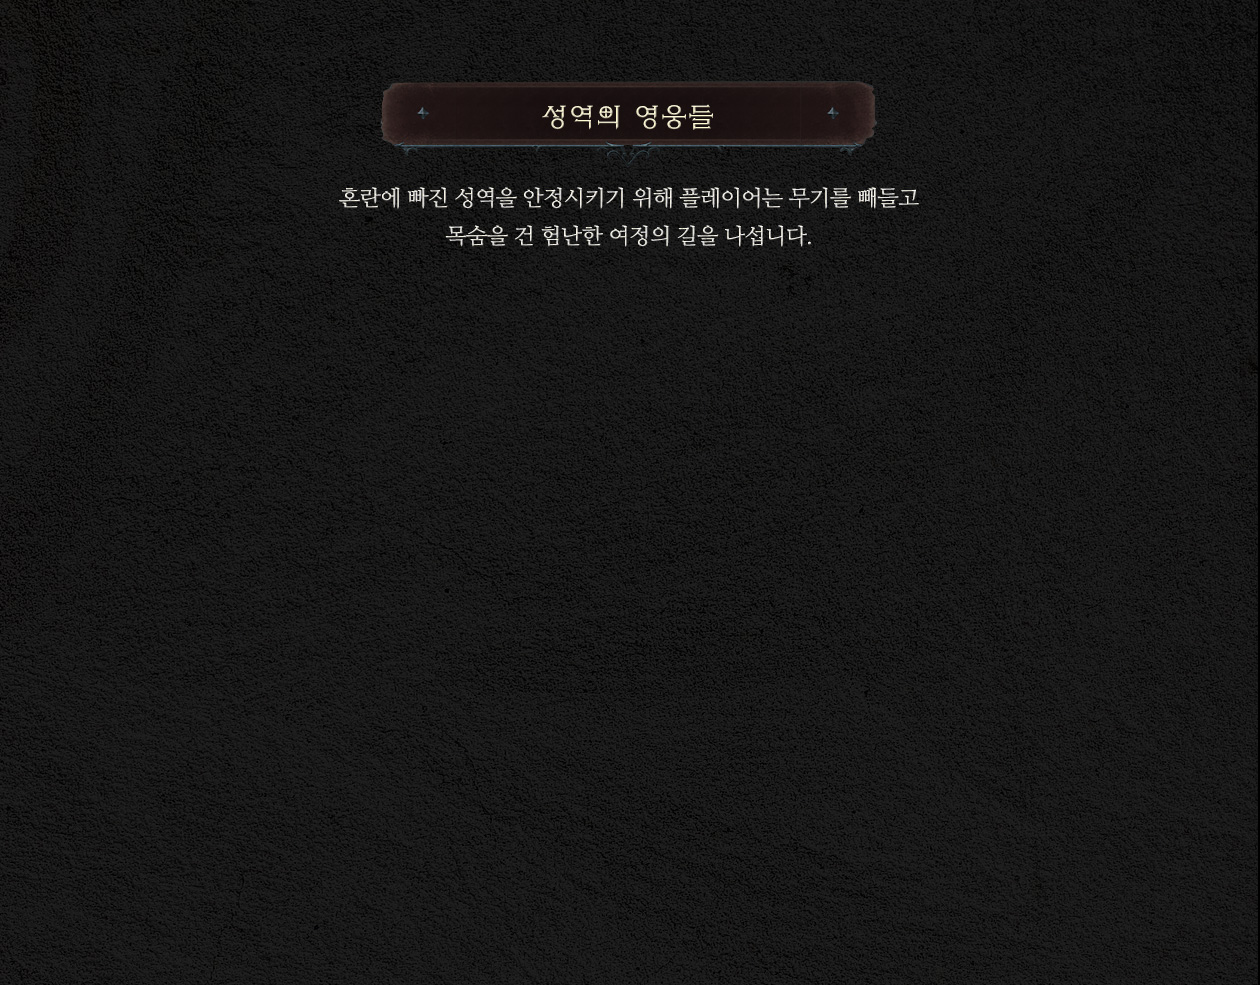 성역의 영웅들
혼란에 빠진 성역을 안정시키기 위해 플레이어는 무기를 빼들고
목숨을 건 험난한 여정의 길을 나섭니다.